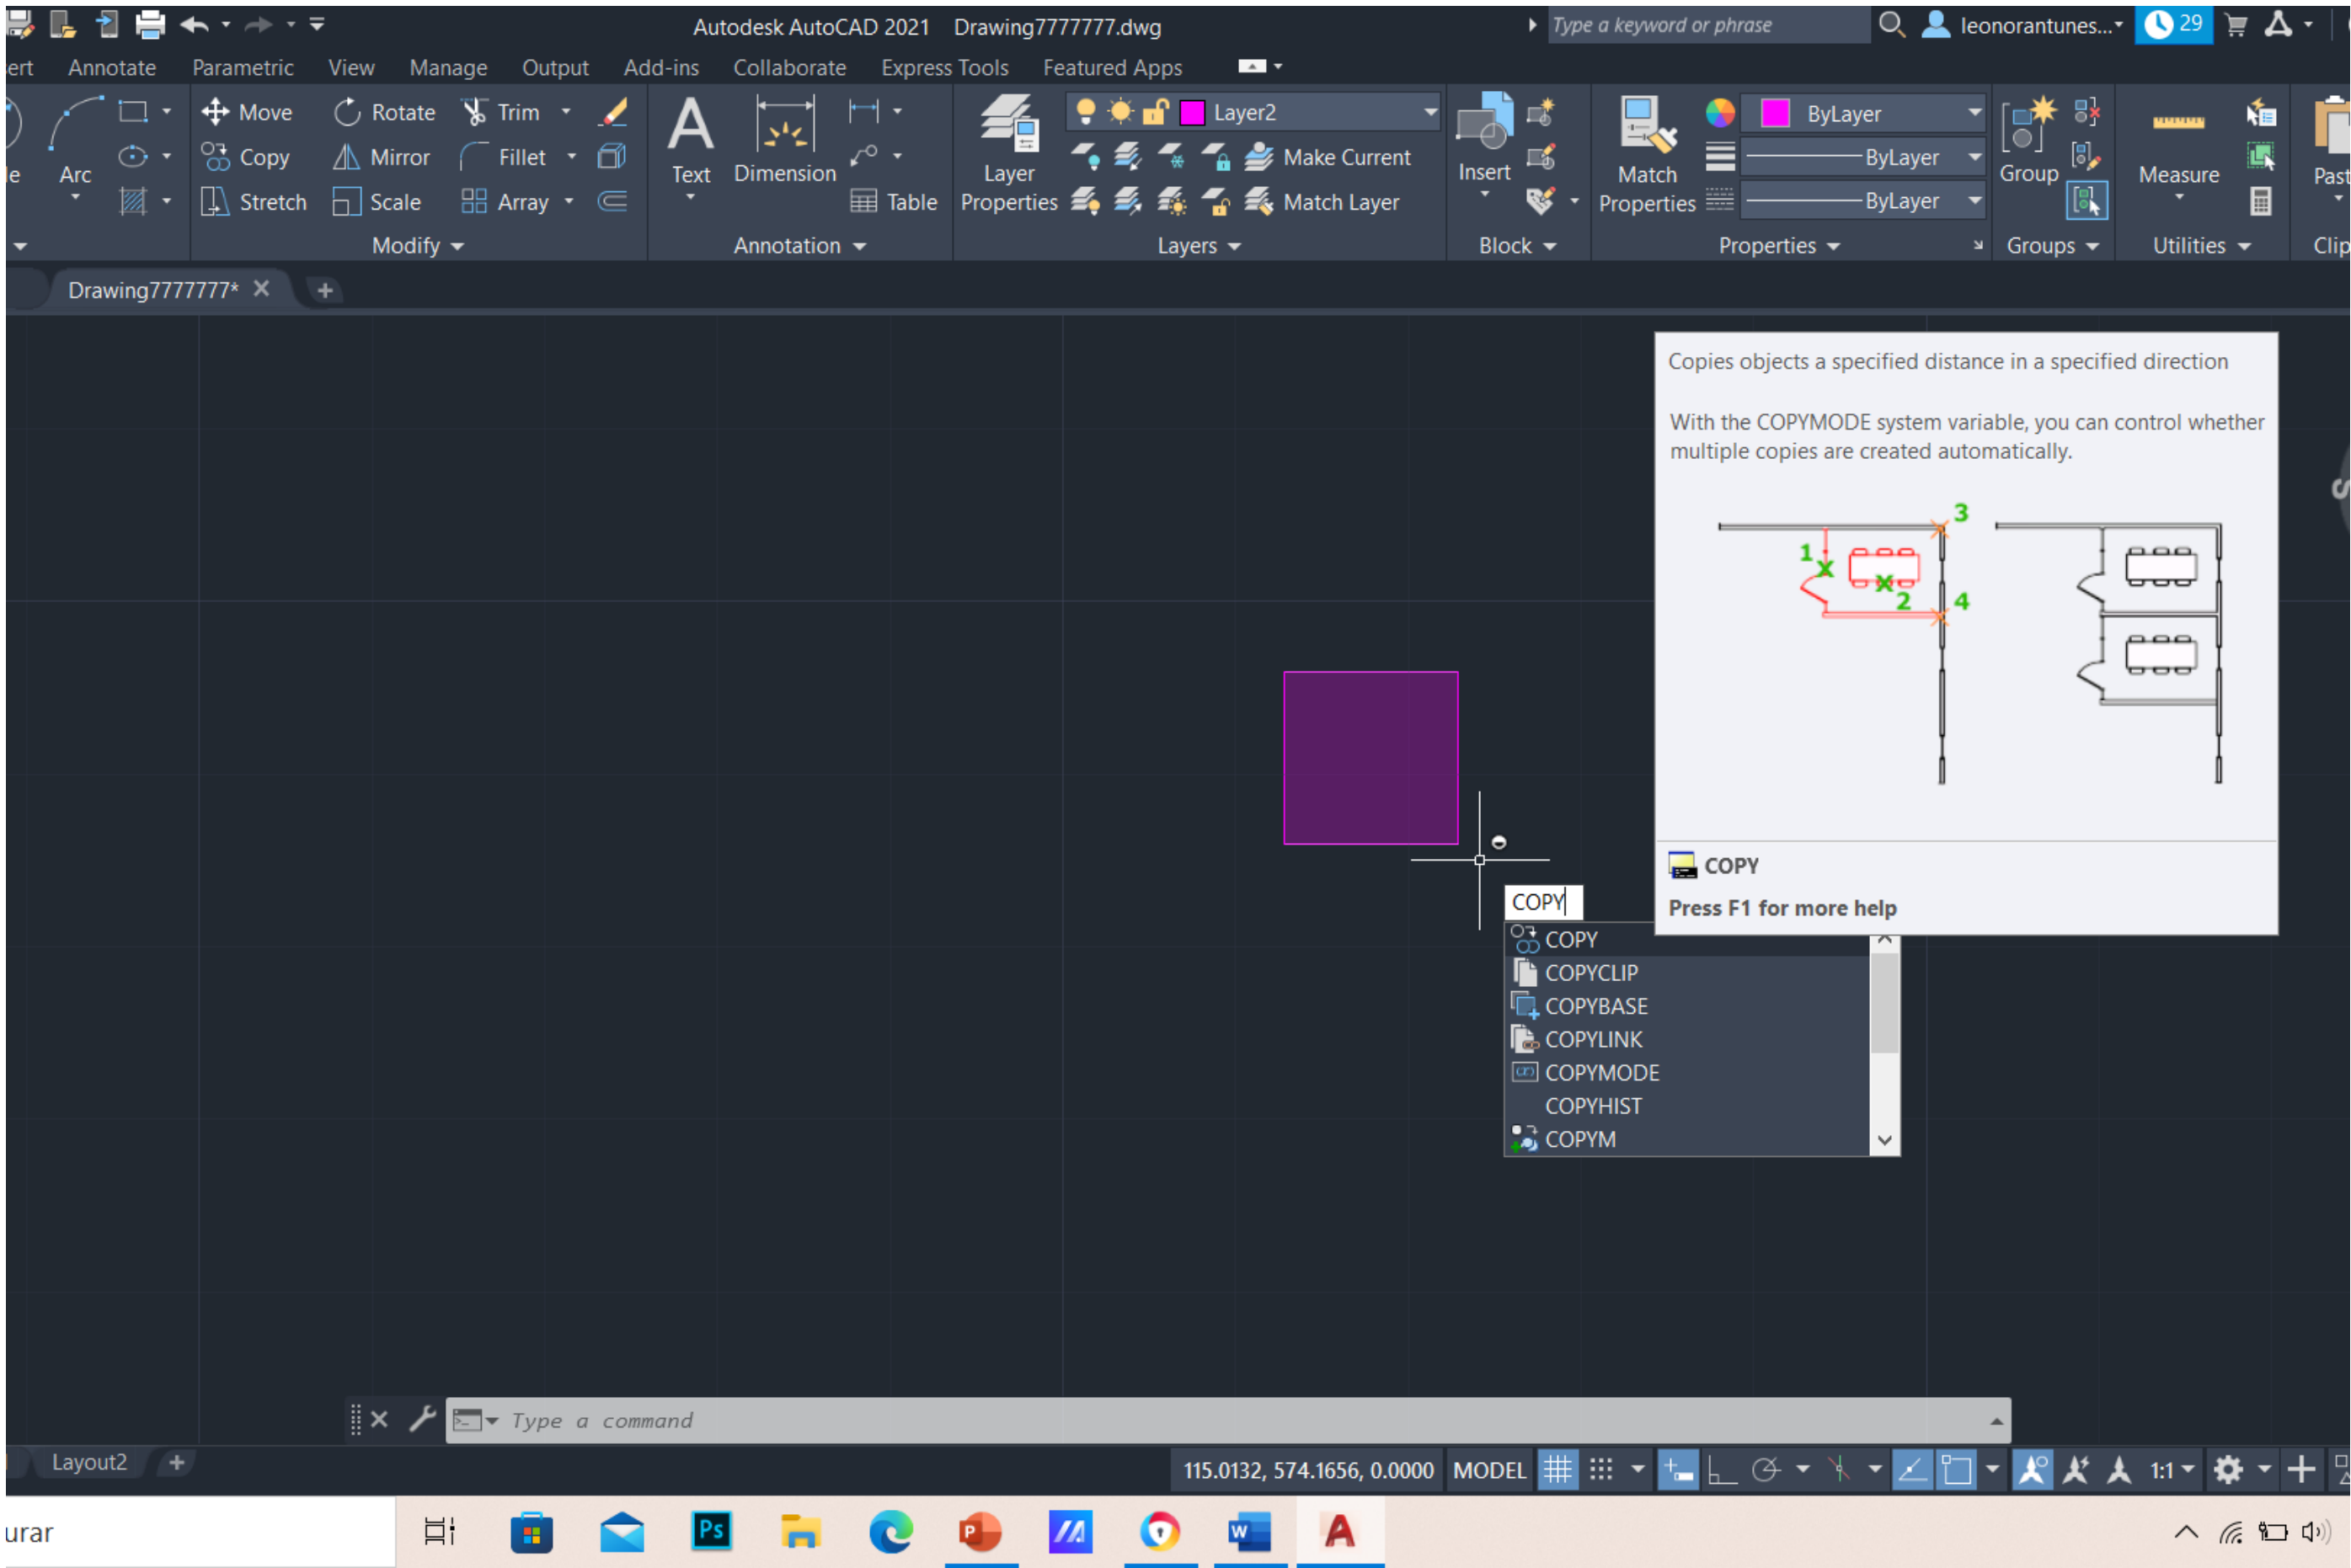 Autodesk AutoCAD 2021 Drawing7777777.dwg
Type a keyword or phrase
leonorantunes...
29
Annotate Parametric View Manage Output Add-ins Collaborate Express Tools Featured Apps
Move Rotate Trim
Copy Mirror Fillet
Stretch Scale Array
Modify
Arc
Text Dimension
Table
Annotation
Layer
Properties
Layer2
Make Current
Match Layer
Layers
Insert
Block
Match
Properties
ByLayer
ByLayer
ByLayer
Properties
Group
Groups
Measure
Utilities
Past
Clip
Drawing7777777*
Copies objects a specified distance in a specified direction
With the COPYMODE system variable, you can control whether
multiple copies are created automatically.
1
2
3
4
COPY
Press F1 for more help
COPY
COPY
COPYCLIP
COPYBASE
COPYLINK
COPYMODE
COPYHIST
COPYM
Type a command
Layout2
115.0132, 574.1656, 0.0000 MODEL
1:1
urar
Ps
P
W
A